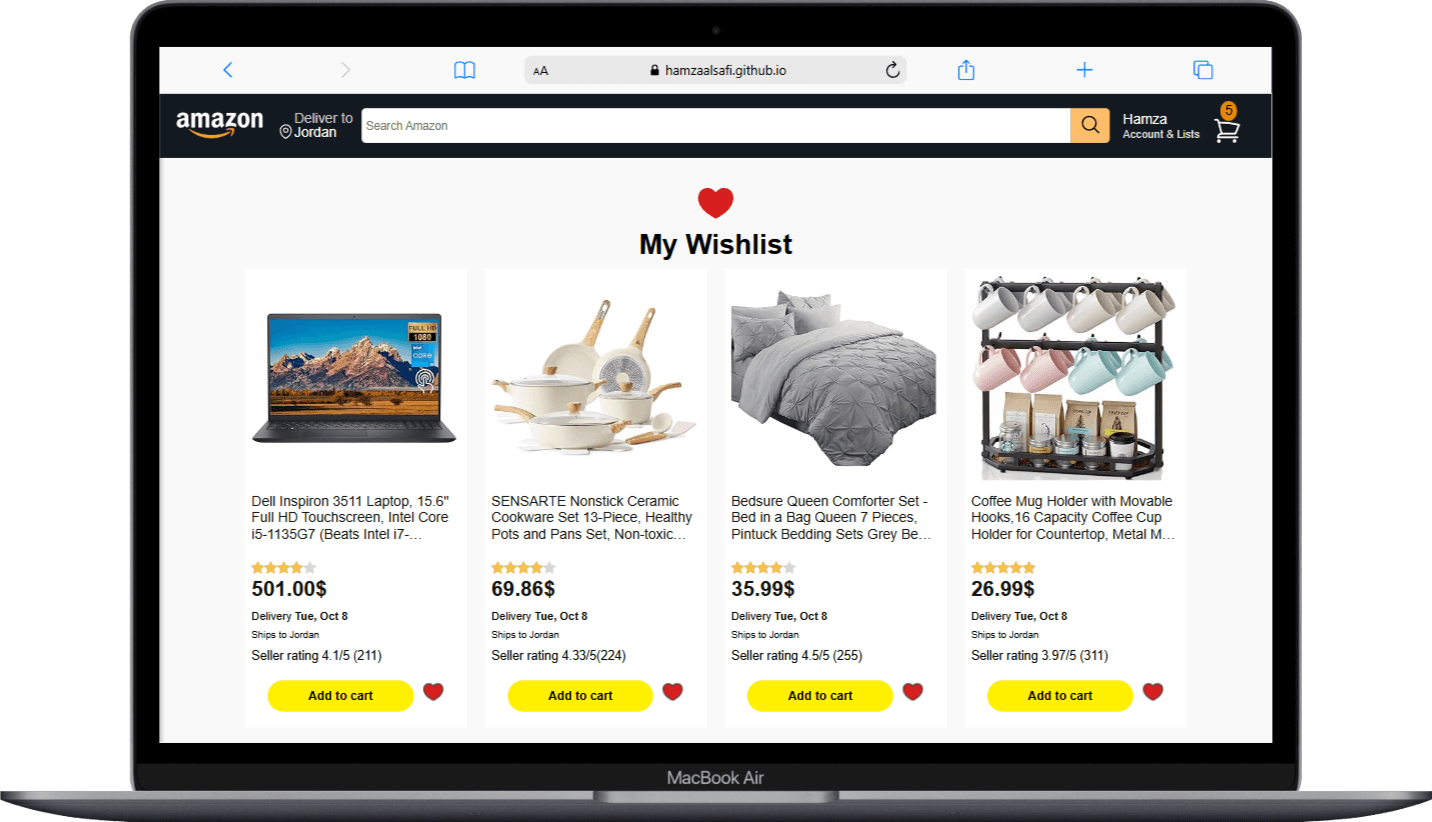 AA
hamzaalsafi.github.io
amazon
Deliver to
Jordan
Search Amazon
Hamza
Account & Lists
5
My Wishlist
FULL HD
1080
intel
CORE
Dell Inspiron 3511 Laptop, 15.6"
Full HD Touchscreen, Intel Core
i5-1135G7 (Beats Intel i7-...
501.00$
Delivery Tue, Oct 8
Ships to Jordan
Seller rating 4.1/5 (211)
Add to cart
SENSARTE Nonstick Ceramic
Cookware Set 13-Piece, Healthy
Pots and Pans Set, Non-toxic...
69.86$
Delivery Tue, Oct 8
Ships to Jordan
Seller rating 4.33/5(224)
Add to cart
Bedsure Queen Comforter Set -
Bed in a Bag Queen 7 Pieces,
Pintuck Bedding Sets Grey Be...
35.99$
Delivery Tue, Oct 8
Ships to Jordan
Seller rating 4.5/5 (255)
Add to cart
Coffee Mug Holder with Movable
Hooks,16 Capacity Coffee Cup
Holder for Countertop, Metal M...
26.99$
Delivery Tue, Oct 8
Ships to Jordan
Seller rating 3.97/5 (311)
Add to cart
MacBook Air